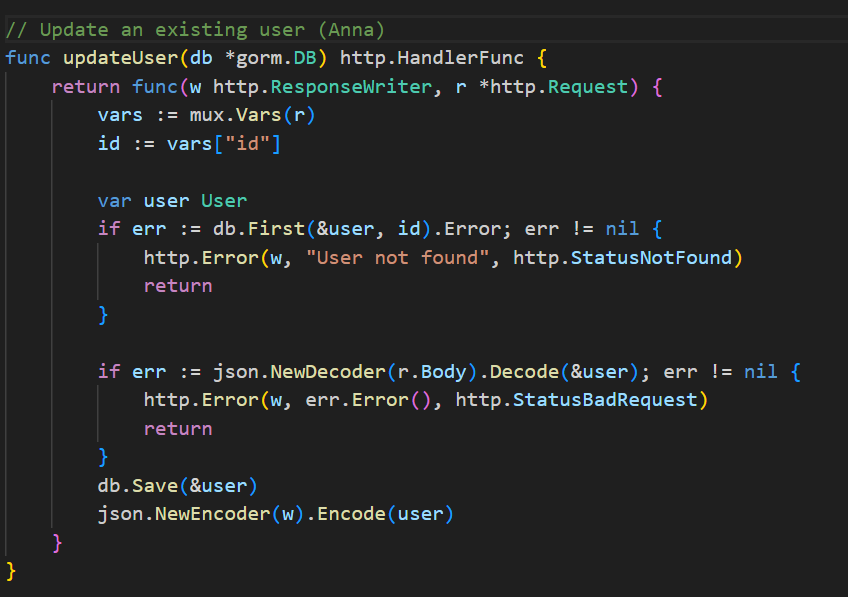 // Update an existing user (Anna)
func updateUser(db *gorm.DB) http.HandlerFunc {
    return func(w http.ResponseWriter, r *http.Request) {
        vars := mux.Vars(r)
        id := vars["id"]

        var user User
        if err := db.First(&user, id).Error; err != nil {
            http.Error(w, "User not found", http.StatusNotFound)
            return
        }

        if err := json.NewDecoder(r.Body).Decode(&user); err != nil {
            http.Error(w, err.Error(), http.StatusBadRequest)
            return
        }
        db.Save(&user)
        json.NewEncoder(w).Encode(user)
    }
}